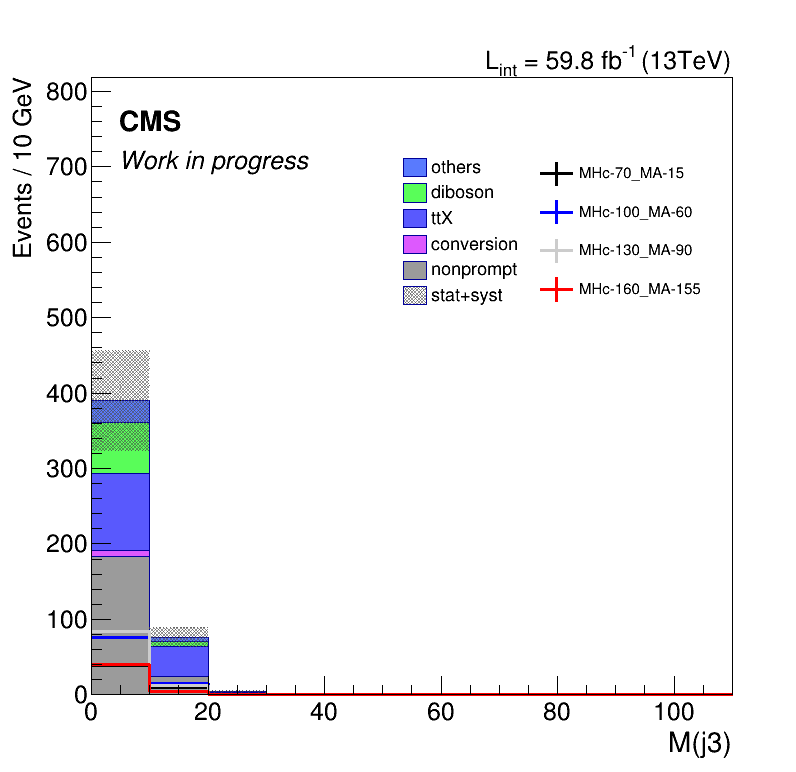 L_int = 59.8 fb^-1 (13TeV)
Events / 10 GeV
800
700
600
500
400
300
200
100
0
CMS
Work in progress
others
diboson
ttX
conversion
nonprompt
stat+syst
MHc-70_MA-15
MHc-100_MA-60
MHc-130_MA-90
MHc-160_MA-155
0 20 40 60 80 100
M(j3)